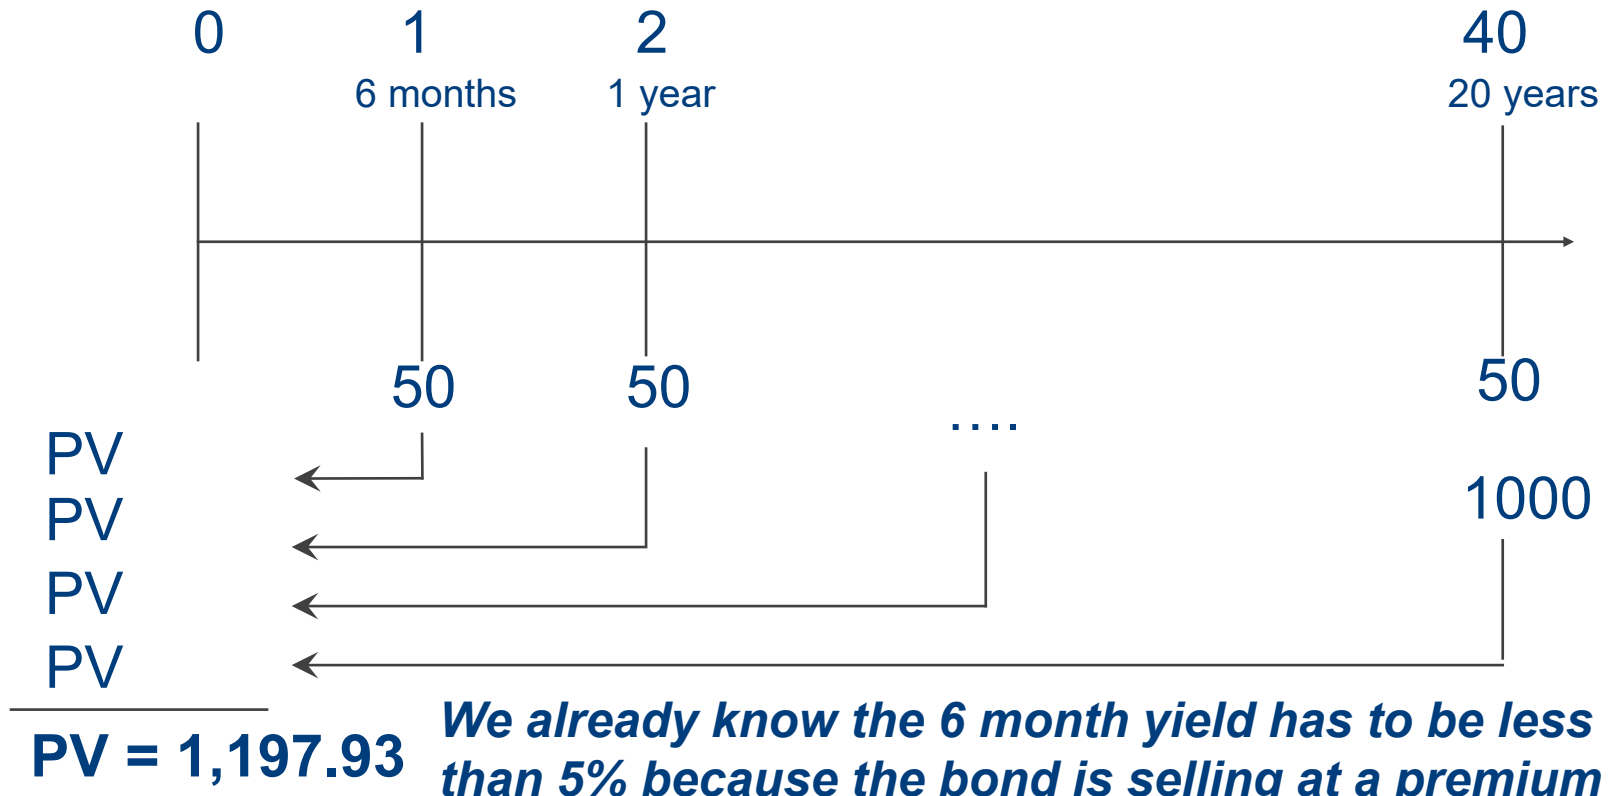 0 1 2 40
6 months 1 year 20 years
50 50 50
....
PV
1000
PV
PV
PV
PV = 1,197.93
We already know the 6 month yield has to be less
than 5% because the bond is selling at a premium